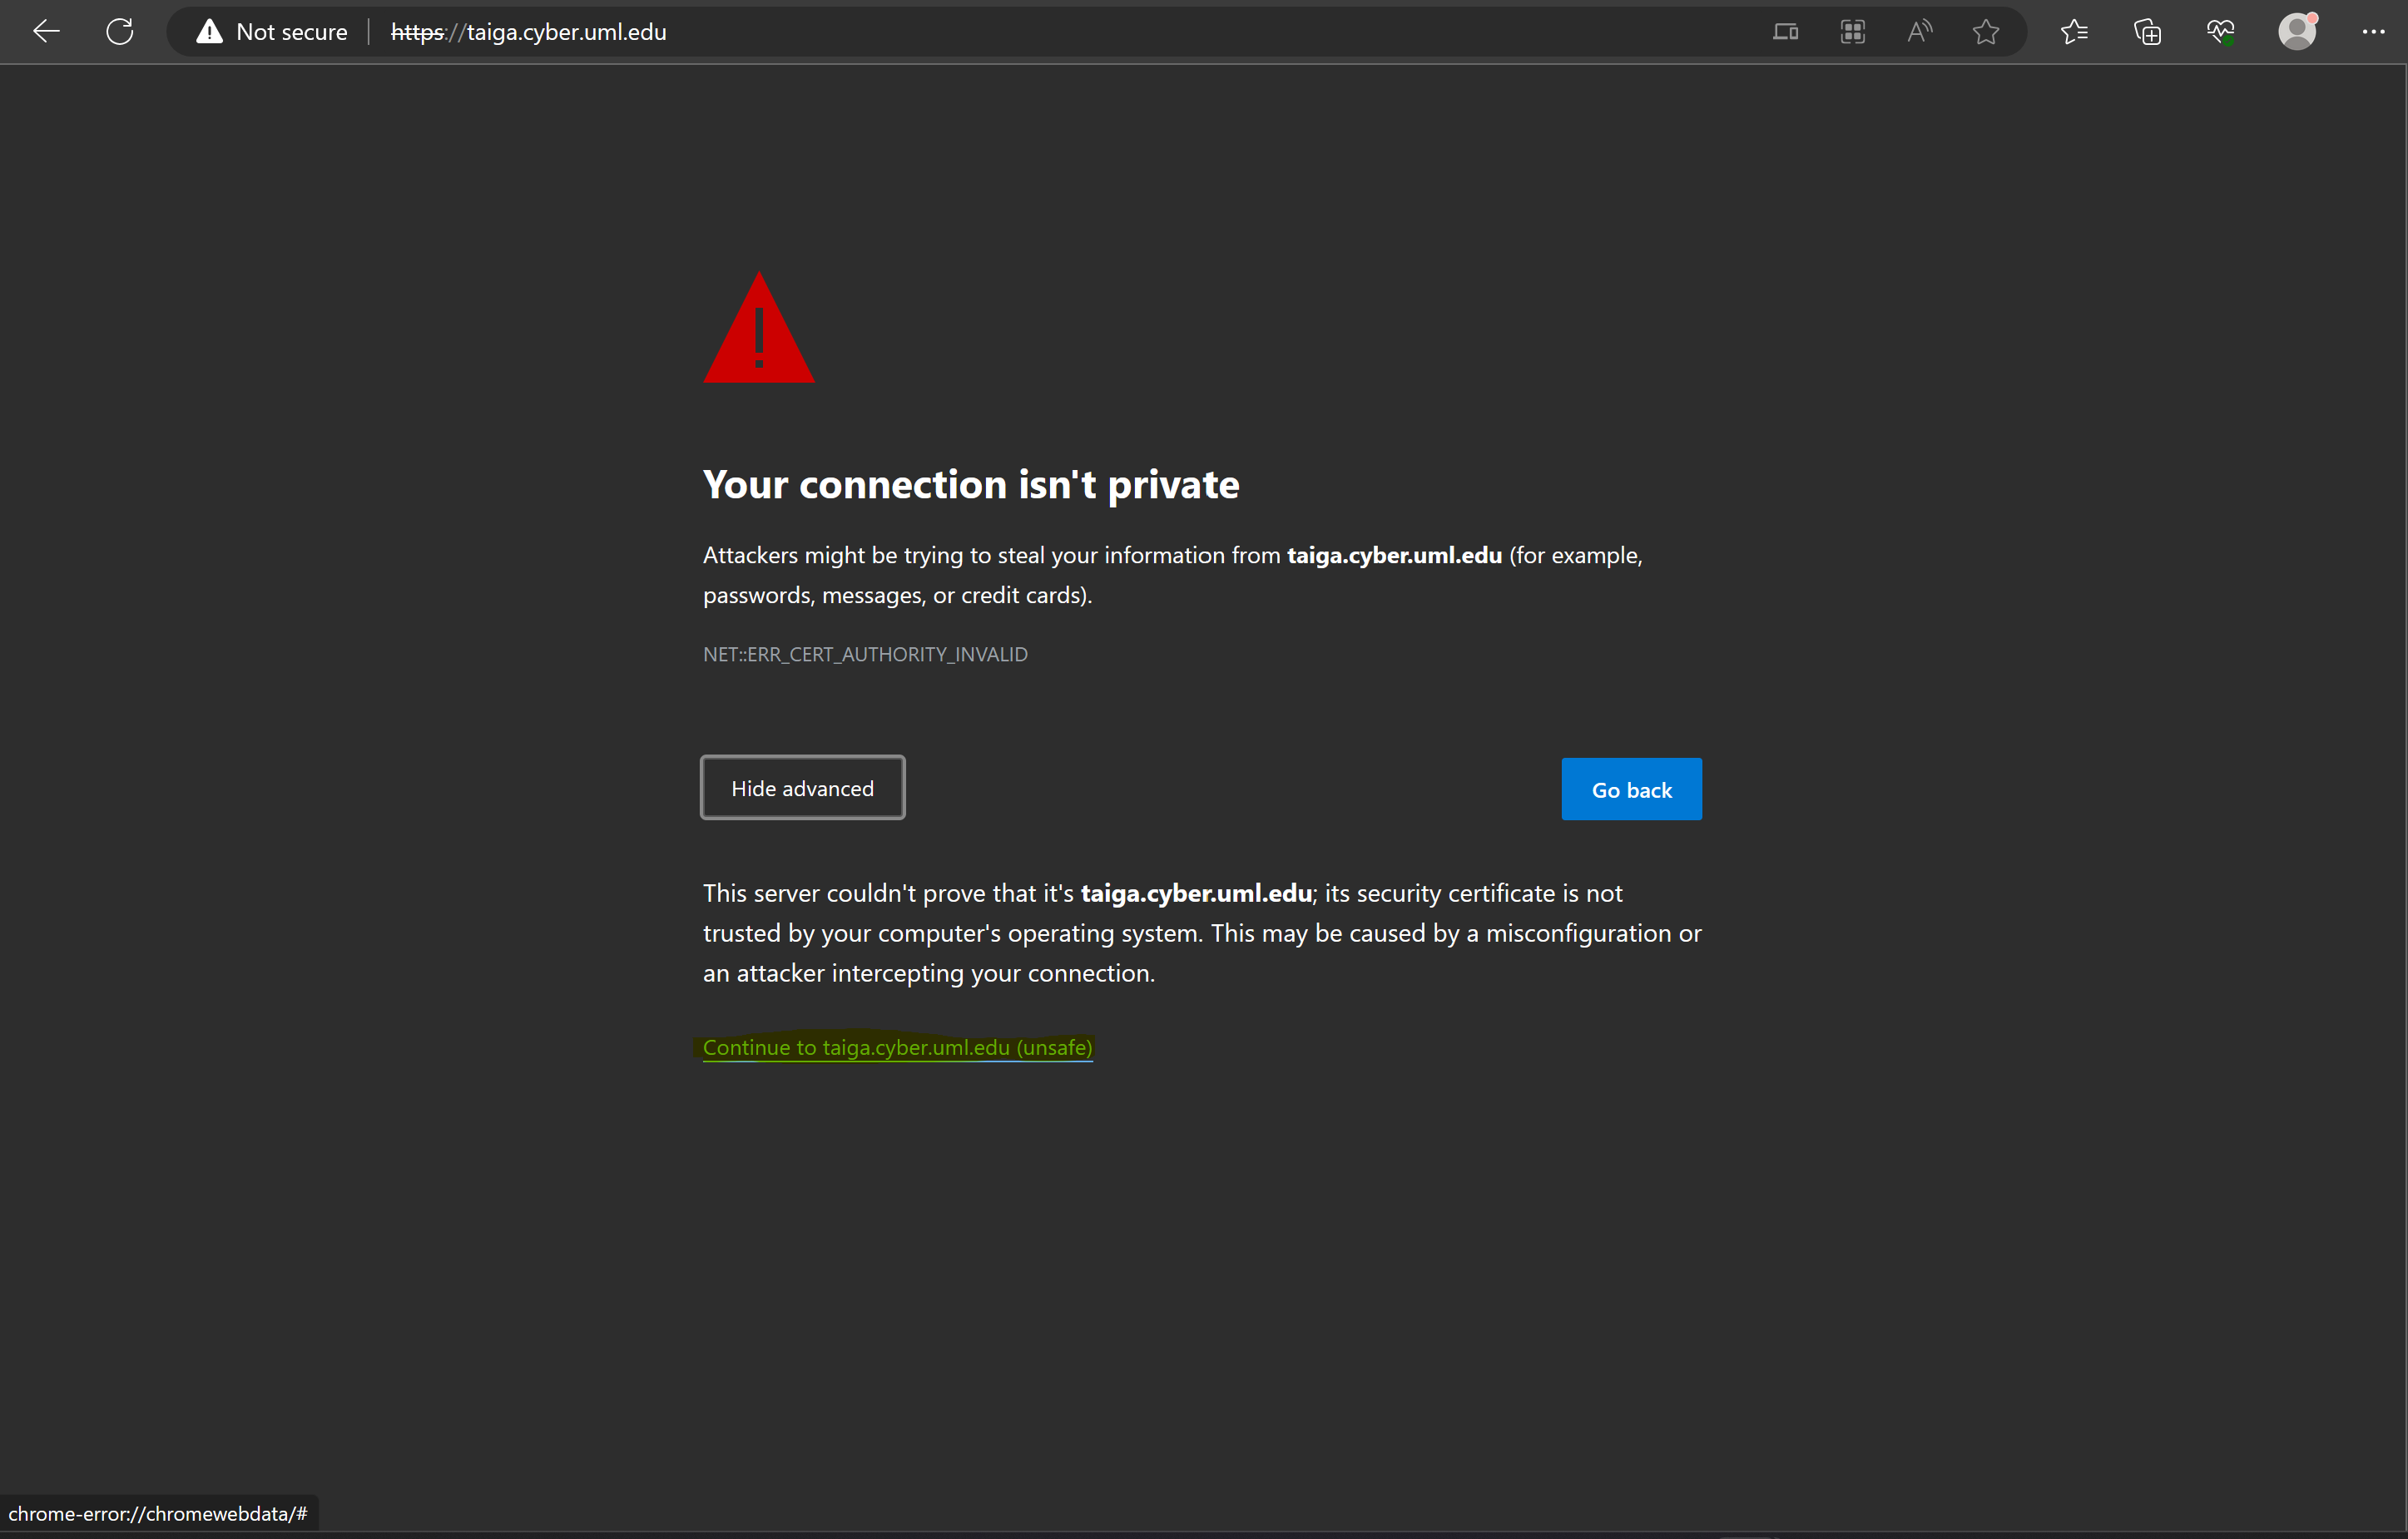 Not secure | https://taiga.cyber.uml.edu
Your connection isn't private
Attackers might be trying to steal your information from taiga.cyber.uml.edu (for example,
passwords, messages, or credit cards).
NET::ERR_CERT_AUTHORITY_INVALID
Hide advanced
Go back
This server couldn't prove that it's taiga.cyber.uml.edu; its security certificate is not
trusted by your computer's operating system. This may be caused by a misconfiguration or
an attacker intercepting your connection.
Continue to taiga.cyber.uml.edu (unsafe)
chrome-error://chromewebdata/#